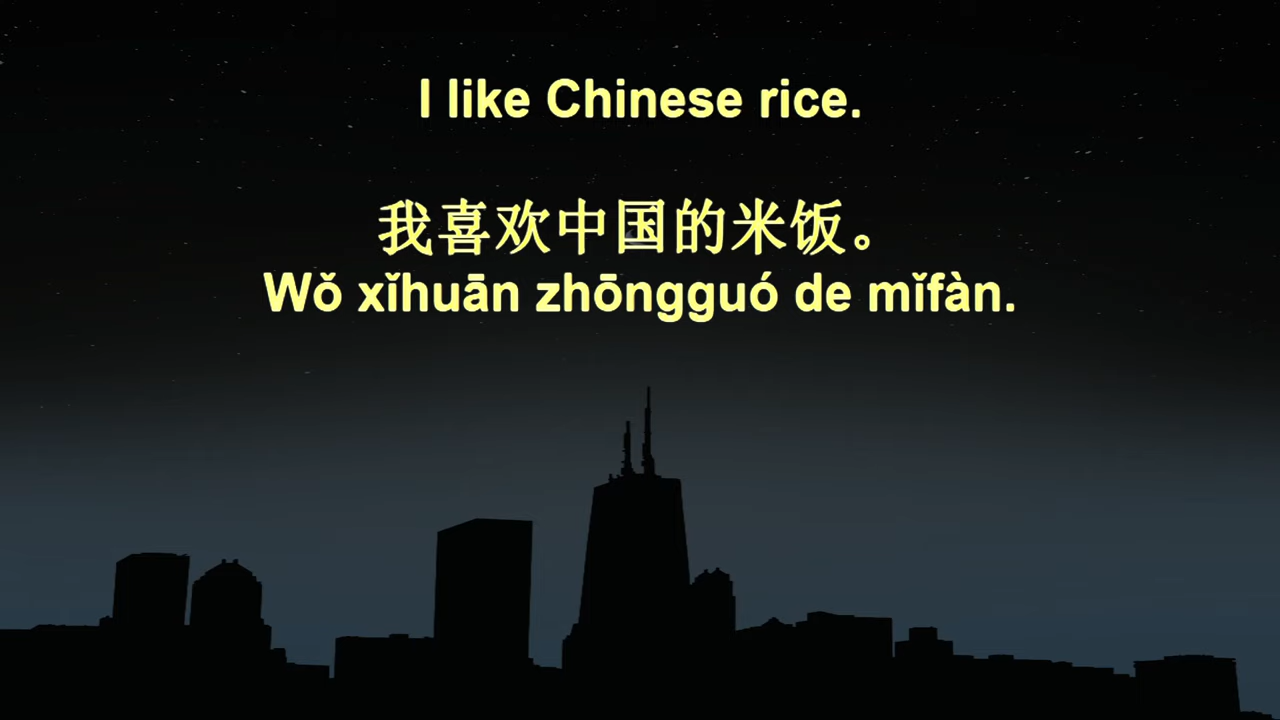 I like Chinese rice.
我喜欢中国的米饭。
Wǒ xǐhuān zhōngguó de mǐfàn.